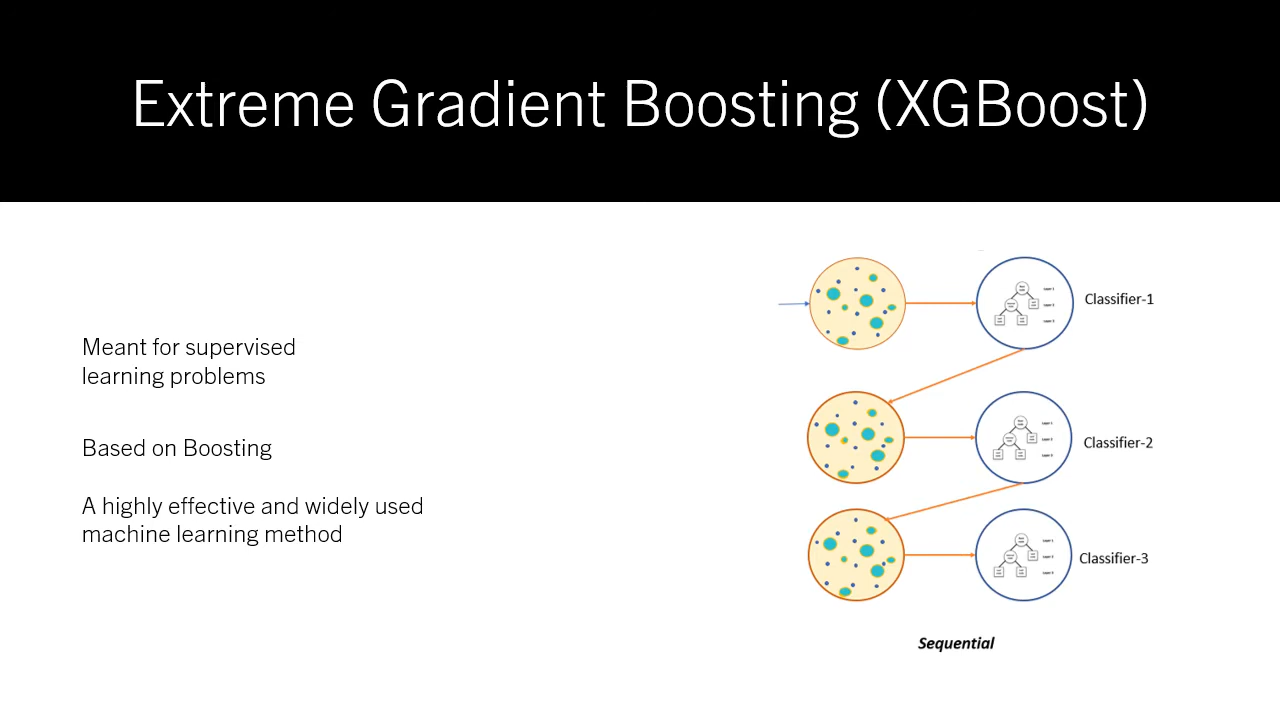 Extreme Gradient Boosting (XGBoost)
Meant for supervised
learning problems
Based on Boosting
A highly effective and widely used
machine learning method
Classifier-1
Classifier-2
Classifier-3
Sequential